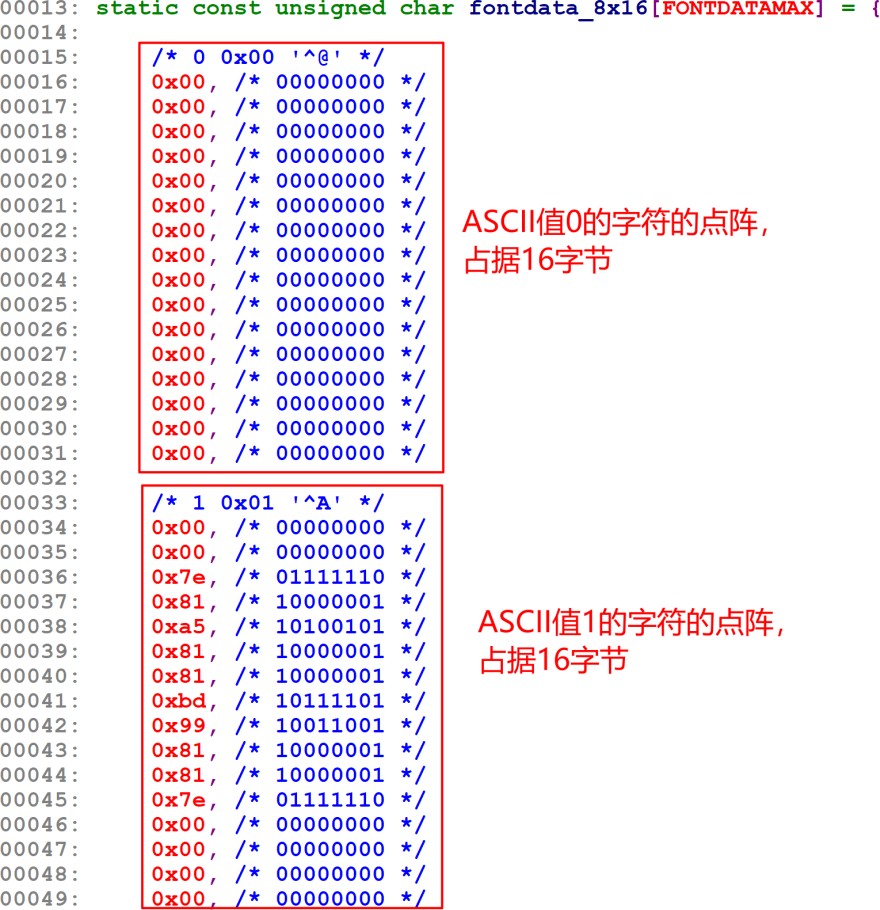 00013: static const unsigned char fontdata_8x16[FONTDATAMAX] = {
00014:
00015: /* 0 0x00 '^@' */
00016: 0x00, /* 00000000 */
00017: 0x00, /* 00000000 */
00018: 0x00, /* 00000000 */
00019: 0x00, /* 00000000 */
00020: 0x00, /* 00000000 */
00021: 0x00, /* 00000000 */
00022: 0x00, /* 00000000 */
00023: 0x00, /* 00000000 */
00024: 0x00, /* 00000000 */
00025: 0x00, /* 00000000 */
00026: 0x00, /* 00000000 */
00027: 0x00, /* 00000000 */
00028: 0x00, /* 00000000 */
00029: 0x00, /* 00000000 */
00030: 0x00, /* 00000000 */
00031: 0x00, /* 00000000 */
ASCII值0的字符的点阵，
占据16字节
00032:
00033: /* 1 0x01 '^A' */
00034: 0x00, /* 00000000 */
00035: 0x00, /* 00000000 */
00036: 0x7e, /* 01111110 */
00037: 0x81, /* 10000001 */
00038: 0xa5, /* 10100101 */
00039: 0x81, /* 10000001 */
00040: 0x81, /* 10000001 */
00041: 0xbd, /* 10111101 */
00042: 0x99, /* 10011001 */
00043: 0x81, /* 10000001 */
00044: 0x81, /* 10000001 */
00045: 0x7e, /* 01111110 */
00046: 0x00, /* 00000000 */
00047: 0x00, /* 00000000 */
00048: 0x00, /* 00000000 */
00049: 0x00, /* 00000000 */
ASCII值1的字符的点阵，
占据16字节